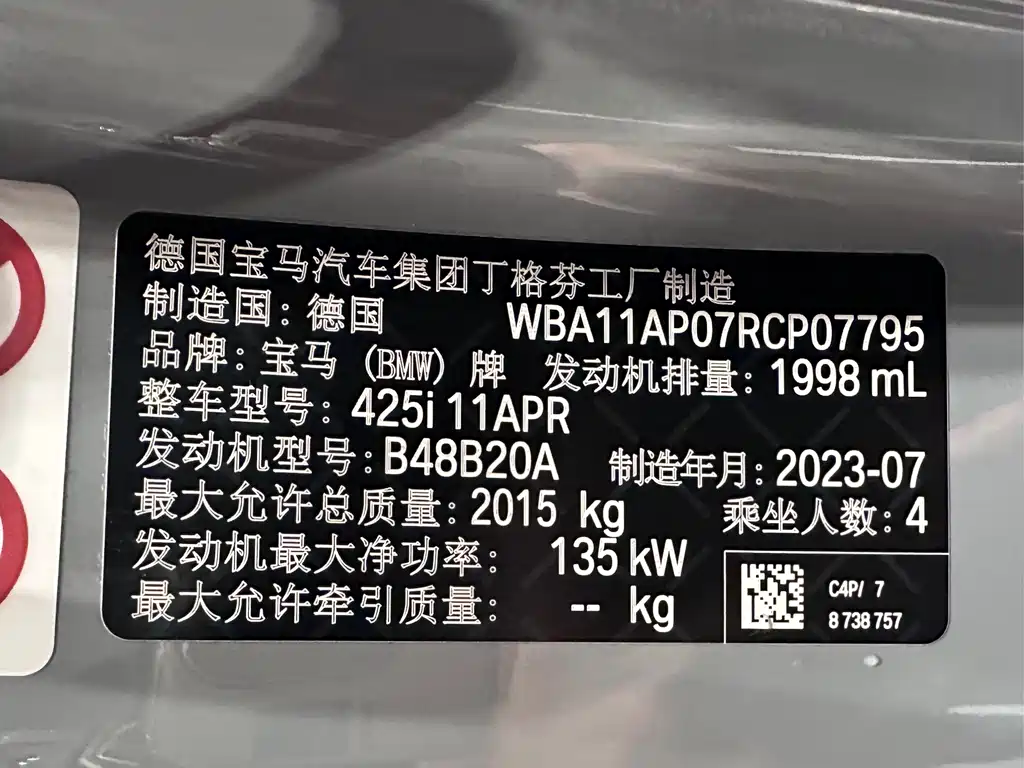 德国宝马汽车集团丁格芬工厂制造
制造国：德国 WBA11AP07RCP07795
品牌：宝马（BMW）牌 发动机排量：1998 mL
整车型号：425i 11APR
发动机型号：B48B20A 制造年月：2023-07
最大允许总质量：2015 kg 乘坐人数：4
发动机最大净功率： 135 kW
最大允许牵引质量： -- kg
C4P/ 7
8 738 757